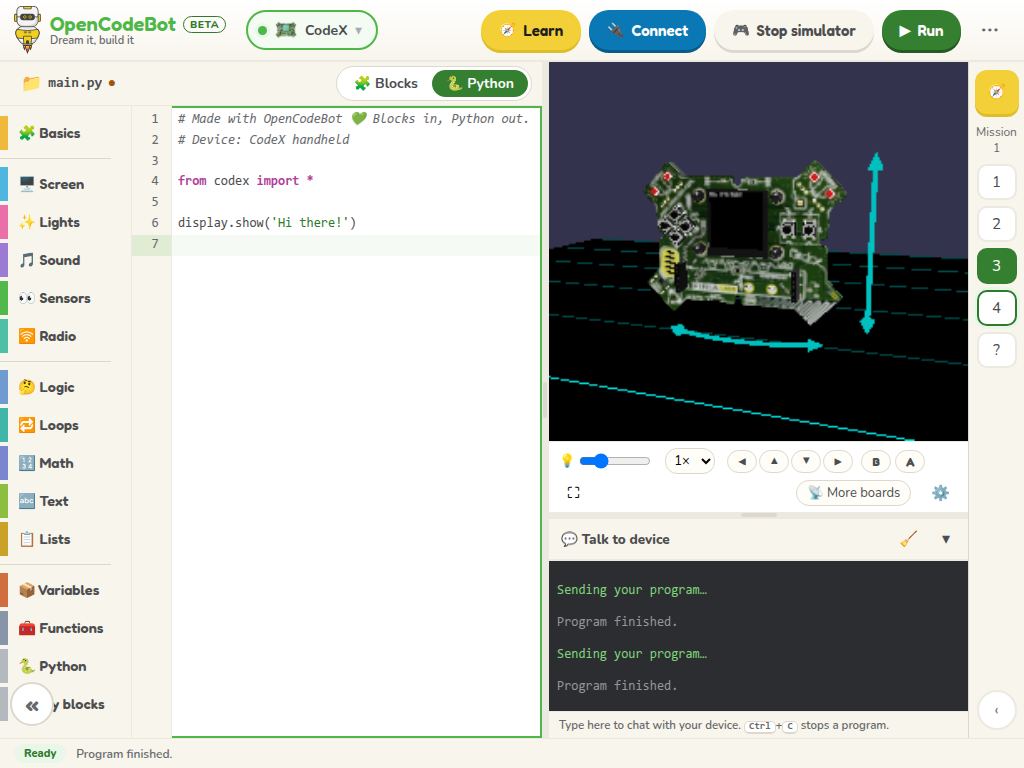 OpenCodeBot BETA
Dream it, build it
CodeX ▾
Learn
Connect
Stop simulator
Run
main.py
Blocks
Python
Basics
Screen
Lights
Sound
Sensors
Radio
Logic
Loops
Math
Text
Lists
Variables
Functions
Python
y blocks
1 # Made with OpenCodeBot 💚 Blocks in, Python out.
2 # Device: CodeX handheld
3
4 from codex import *
5
6 display.show('Hi there!')
7
1×
B
A
More boards
Talk to device
Sending your program…
Program finished.
Sending your program…
Program finished.
Type here to chat with your device. Ctrl + C stops a program.
Mission
1
1
2
3
4
?
Ready Program finished.